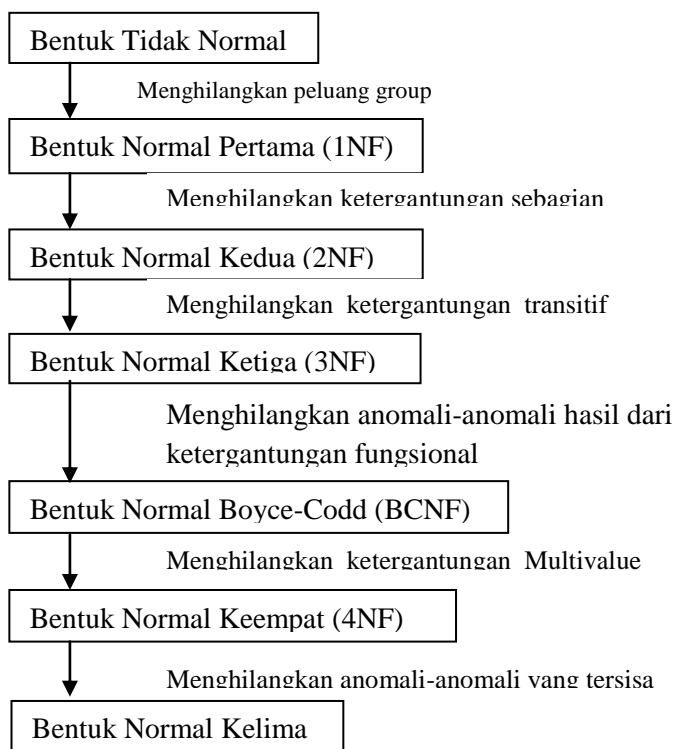 Bentuk Tidak Normal
Menghilangkan peluang group
Bentuk Normal Pertama (1NF)
Menghilangkan ketergantungan sebagian
Bentuk Normal Kedua (2NF)
Menghilangkan ketergantungan transitif
Bentuk Normal Ketiga (3NF)
Menghilangkan anomali-anomali hasil dari
ketergantungan fungsional
Bentuk Normal Boyce-Codd (BCNF)
Menghilangkan ketergantungan Multivalue
Bentuk Normal Keempat (4NF)
Menghilangkan anomali-anomali yang tersisa
Bentuk Normal Kelima